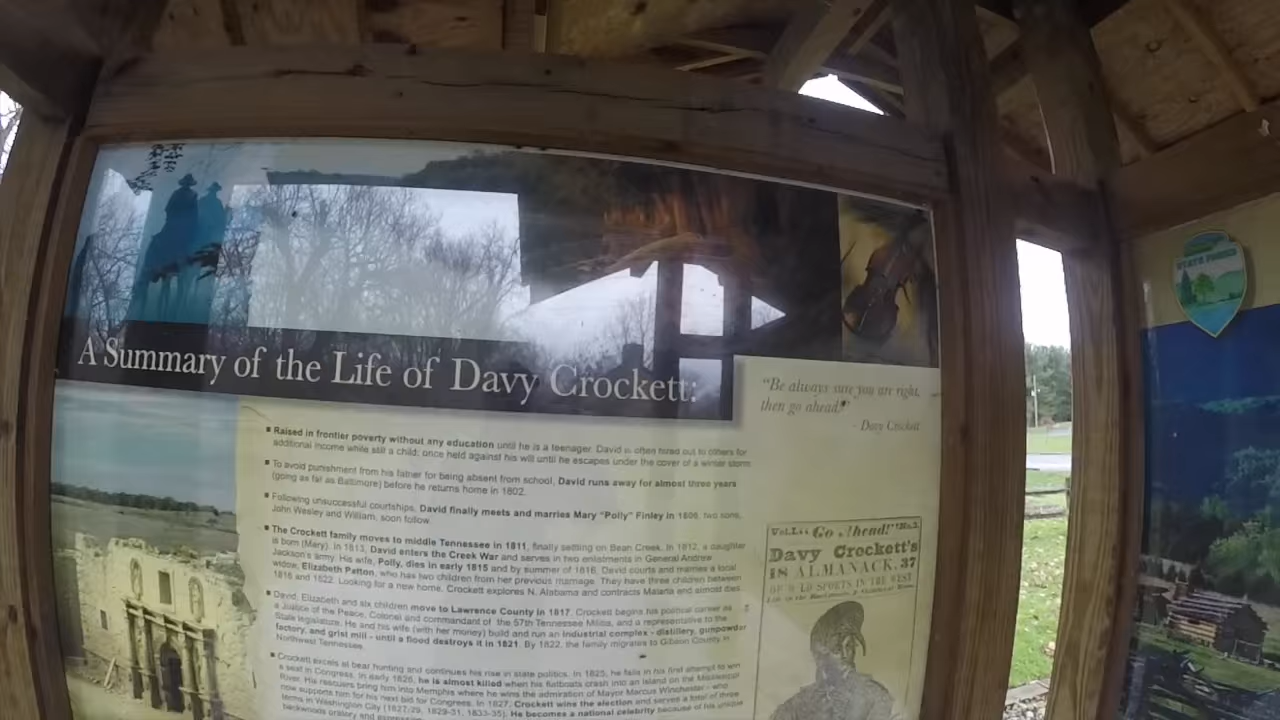 A Summary of the Life of Davy Crockett:
"Be always sure you are right,
then go ahead!"
- Davy Crockett
▪ Raised in frontier poverty without any education until he is a teenager. David is often hired out to others for
additional income while still a child; once held against his will until he escapes under the cover of a winter storm
▪ To avoid punishment from his father for being absent from school, David runs away for almost three years
(going as far as Baltimore) before he returns home in 1802.
▪ Following unsuccessful courtships, David finally meets and marries Mary "Polly" Finley in 1806; two sons,
John Wesley and William, soon follow.
▪ The Crockett family moves to middle Tennessee in 1811, finally settling on Bean Creek. In 1812, a daughter
is born (Mary). In 1813, David enters the Creek War and serves in two enlistments in General Andrew
Jackson's army. His wife, Polly, dies in early 1815 and by summer of 1816, David courts and marries a local
widow, Elizabeth Patton, who has two children from her previous marriage. They have three children between
1816 and 1822. Looking for a new home, Crockett explores N. Alabama and contracts Malaria and almost dies.
▪ David, Elizabeth and six children move to Lawrence County in 1817. Crockett begins his political career as
a Justice of the Peace, Colonel and commandant of the 57th Tennessee Militia, and a representative to the
State legislature. He and his wife (with her money) build and run an industrial complex - distillery, gunpowder
factory, and grist mill - until a flood destroys it in 1821. By 1822, the family migrates to Gibson County in
Northwest Tennessee.
▪ Crockett excels at bear hunting and continues his rise in state politics. In 1825, he fails in his first attempt to win
a seat in Congress. In early 1826, he is almost killed when his flatboats crash into an island on the Mississippi
River. His rescuers bring him into Memphis where he wins the admiration of Mayor Marcus Winchester - who
now supports him for his next bid for Congress. In 1827, Crockett wins the election and serves a total of three
terms in Washington City (1827-29, 1829-31, 1833-35). He becomes a national celebrity because of his unique
backwoods oratory and
Go Ahead!
Davy Crockett's
18 ALMANACK, 37
OF WILD SPORTS IN THE WEST
STATE PARKS